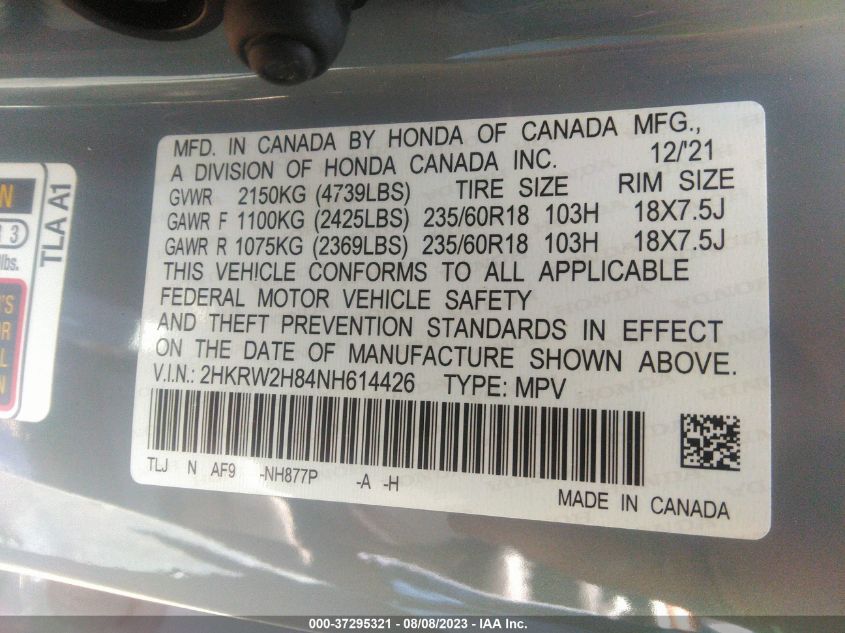 MFD. IN CANADA BY HONDA OF CANADA MFG.,
A DIVISION OF HONDA CANADA INC. 12/'21
GVWR 2150KG (4739LBS) TIRE SIZE RIM SIZE
GAWR F 1100KG (2425LBS) 235/60R18 103H 18X7.5J
GAWR R 1075KG (2369LBS) 235/60R18 103H 18X7.5J
THIS VEHICLE CONFORMS TO ALL APPLICABLE
FEDERAL MOTOR VEHICLE SAFETY
AND THEFT PREVENTION STANDARDS IN EFFECT
ON THE DATE OF MANUFACTURE SHOWN ABOVE.
V.I.N.: 2HKRW2H84NH614426 TYPE: MPV
TLJ N AF9 -NH877P -A -H
MADE IN CANADA
TLA A1
lbs.
000-37295321 - 08/08/2023 - IAA Inc.